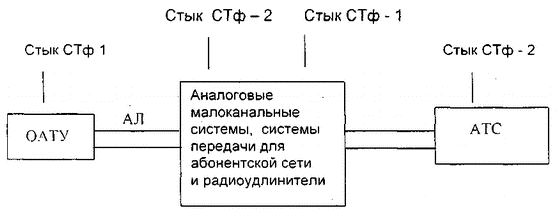 Стык СТф – 2
Стык СТф - 1
Стык СТф 1
Стык СТф - 2
ОАТУ
АЛ
Аналоговые
малоканальные
системы, системы
передачи для
абонентской сети
и радиоудлинители
АТС